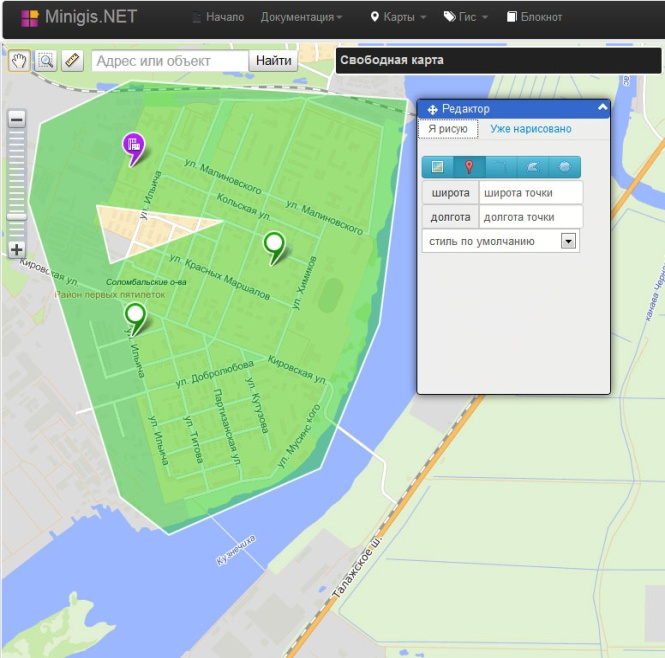 Minigis.NET Начало Документация Карты Гис Блокнот
Адрес или объект Найти Свободная карта
Редактор
Я рисую Уже нарисовано
широта широта точки
долгота долгота точки
стиль по умолчанию
ул. Малиновского
ул. Ильича
Кольская ул.
ул. Малиновского
Кировская ул.
ул. Красных Маршалов
Соломбальские о-ва
Район первых пятилеток
ул. Химиков
канава Черн
ул. Ильича
ул. Добролюбова
Кировская ул.
ул. Кутузова
Партизанская ул.
ул. Ильича
ул. Титова
ул. Мусинского
Кузнечиха
Талажское ш.